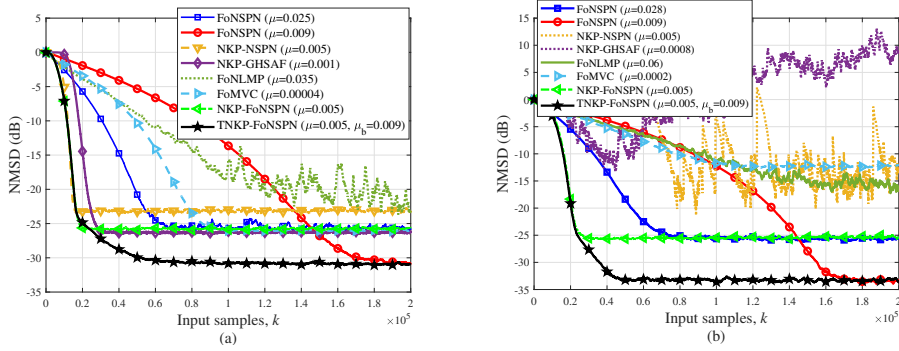 FoNSPN (μ=0.025)
FoNSPN (μ=0.009)
NKP-NSPN (μ=0.005)
NKP-GHSAF (μ=0.001)
FoNLMP (μ=0.035)
FoMVC (μ=0.00004)
NKP-FoNSPN (μ=0.005)
TNKP-FoNSPN (μ=0.005, μb=0.009)
NMSD (dB)
5
0
-5
-10
-15
-20
-25
-30
-35
0 0.2 0.4 0.6 0.8 1 1.2 1.4 1.6 1.8 2
×10^5
Input samples, k
(a)
FoNSPN (μ=0.028)
FoNSPN (μ=0.009)
NKP-NSPN (μ=0.005)
NKP-GHSAF (μ=0.0008)
FoNLMP (μ=0.06)
FoMVC (μ=0.0002)
NKP-FoNSPN (μ=0.005)
TNKP-FoNSPN (μ=0.005, μb=0.009)
NMSD (dB)
15
10
5
0
-5
-10
-15
-20
-25
-30
-35
0 0.2 0.4 0.6 0.8 1 1.2 1.4 1.6 1.8 2
×10^5
Input samples, k
(b)